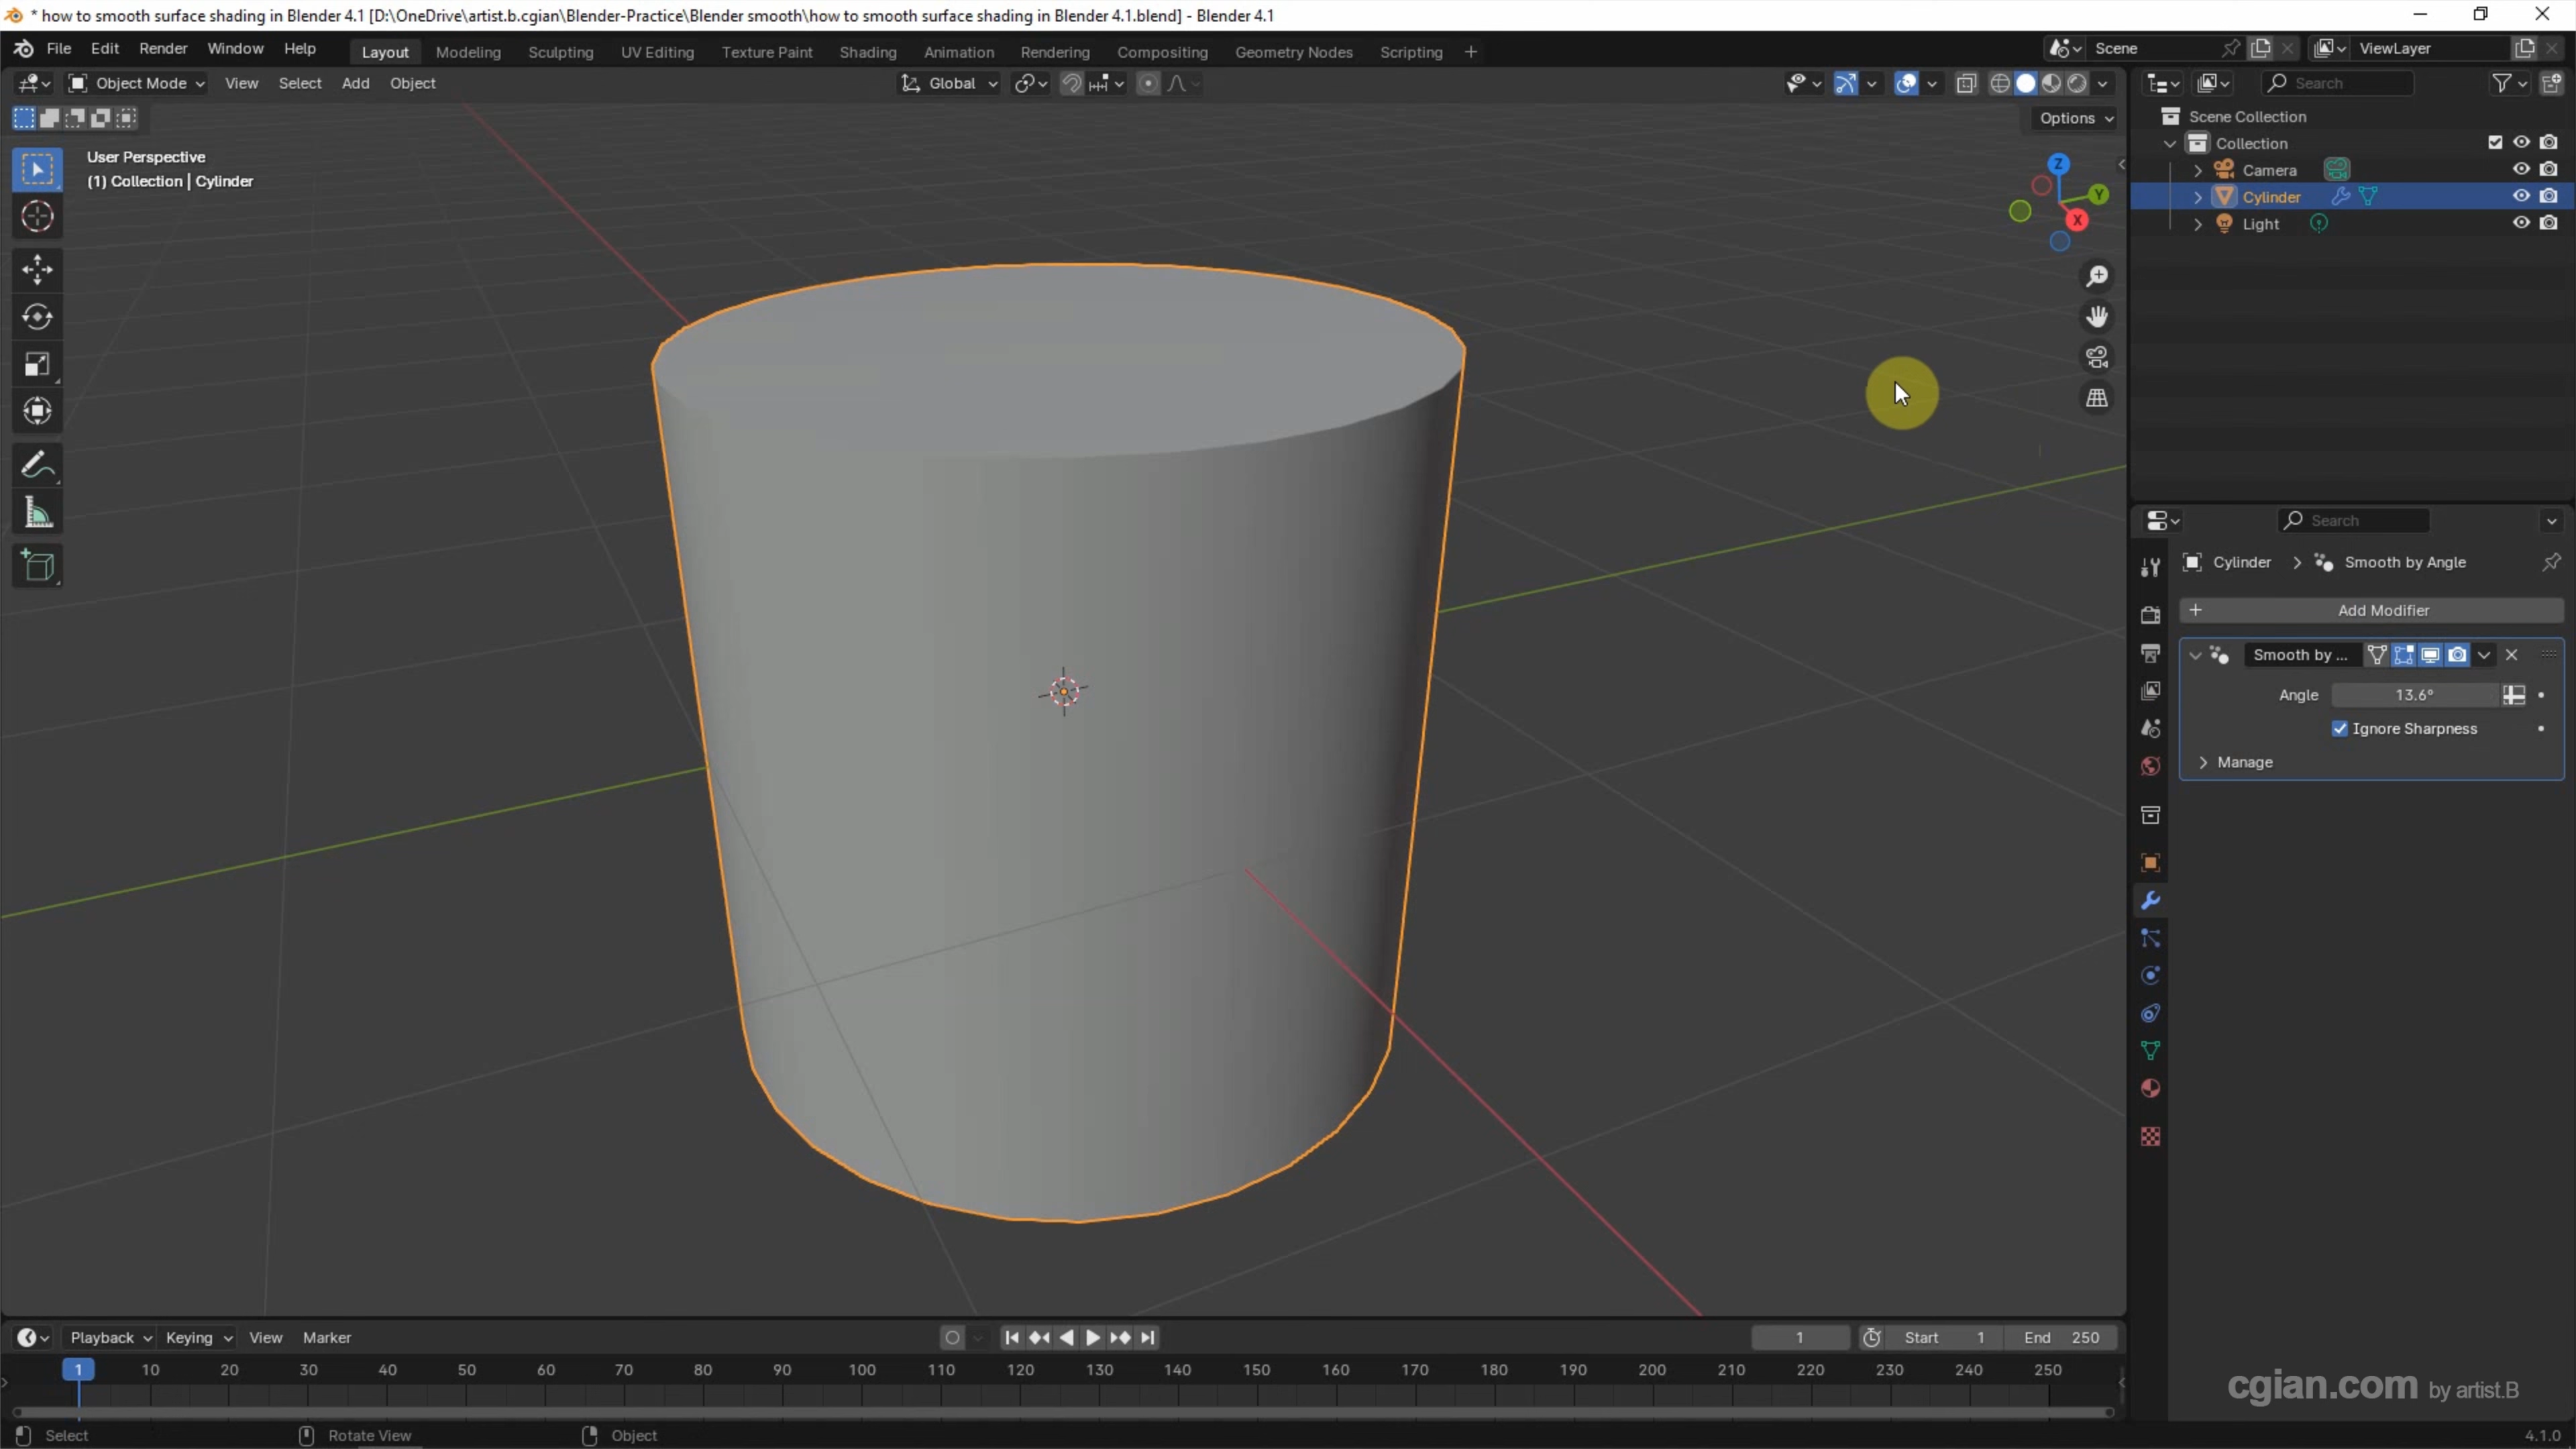 * how to smooth surface shading in Blender 4.1 [D:\OneDrive\artist.b.cgian\Blender-Practice\Blender smooth\how to smooth surface shading in Blender 4.1.blend] - Blender 4.1
File Edit Render Window Help Layout Modeling Sculpting UV Editing Texture Paint Shading Animation Rendering Compositing Geometry Nodes Scripting + Scene ViewLayer
Object Mode View Select Add Object Global Search
Options
User Perspective
(1) Collection | Cylinder
Z
Y
X
Scene Collection
Collection
Camera
Cylinder
Light
Search
Cylinder > Smooth by Angle
+ Add Modifier
Smooth by ...
Angle 13.6°
Ignore Sharpness
Manage
Playback Keying View Marker 1 Start 1 End 250
1 10 20 30 40 50 60 70 80 90 100 110 120 130 140 150 160 170 180 190 200 210 220 230 240 250
cgian.com by artist.B
Select Rotate View Object 4.1.0